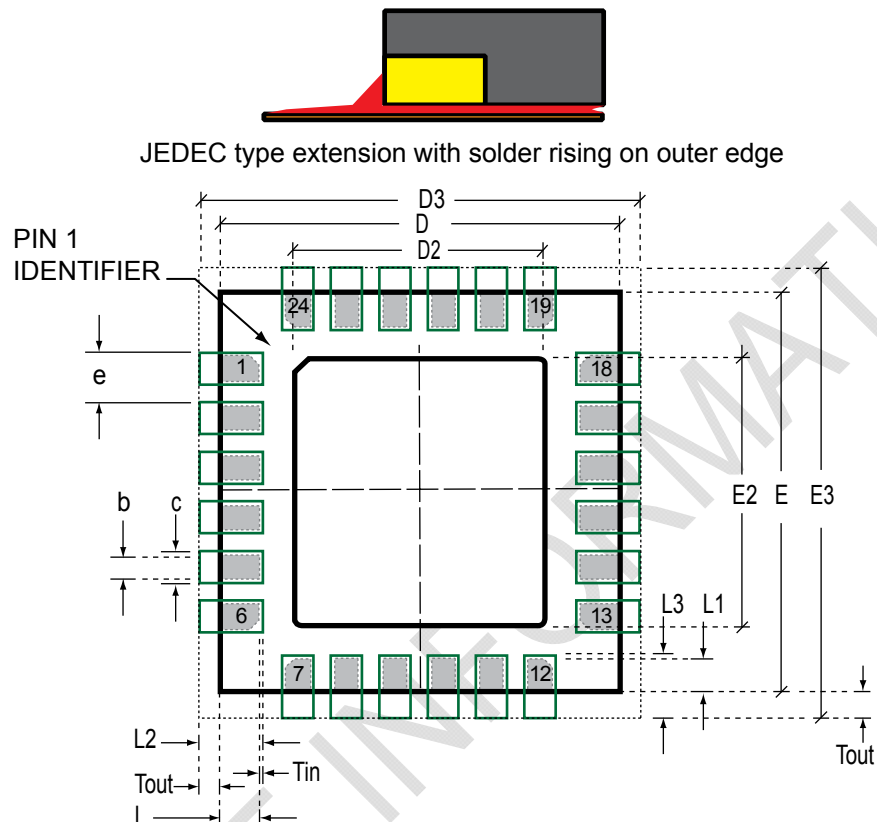 JEDEC type extension with solder rising on outer edge
D3
D
D2
PIN 1
IDENTIFIER
24
19
1
18
e
E2
E
E3
b
c
L3
L1
6
13
7
12
L2
Tin
Tout
Tout
L
INFORMATI